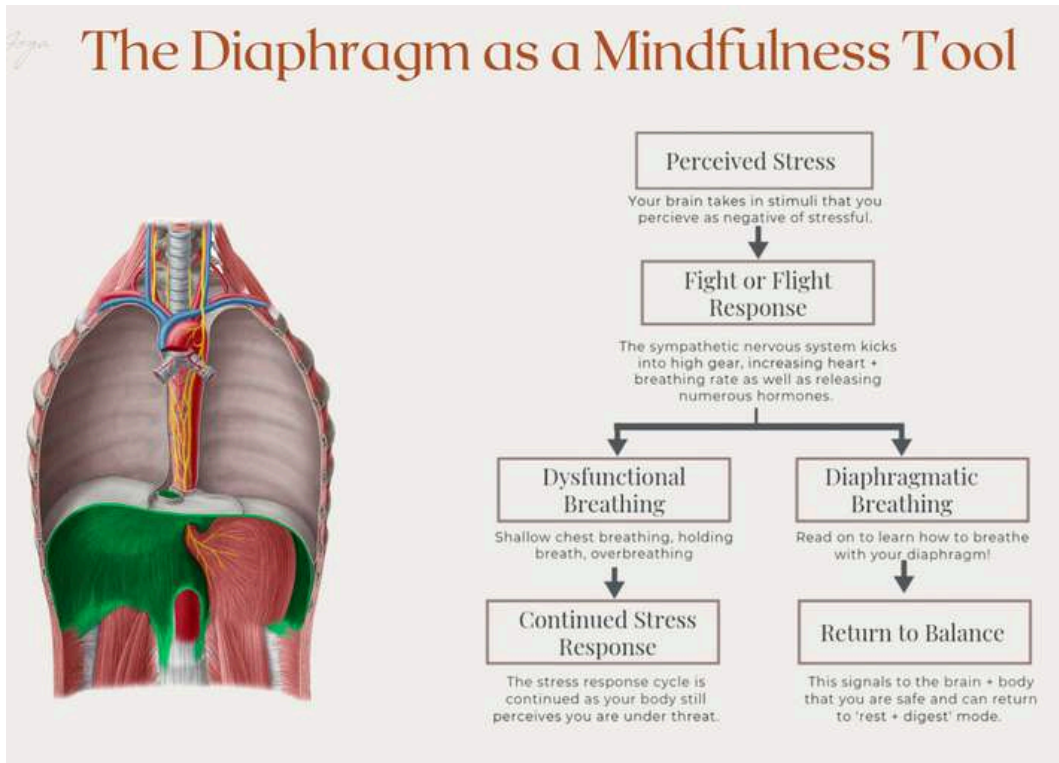 The Diaphragm as a Mindfulness Tool
Perceived Stress
Your brain takes in stimuli that you
percieve as negative of stressful.
Fight or Flight
Response
The sympathetic nervous system kicks
into high gear, increasing heart +
breathing rate as well as releasing
numerous hormones.
Dysfunctional
Breathing
Shallow chest breathing, holding
breath, overbreathing
Continued Stress
Response
The stress response cycle is
continued as your body still
perceives you are under threat.
Diaphragmatic
Breathing
Read on to learn how to breathe
with your diaphragm!
Return to Balance
This signals to the brain + body
that you are safe and can return
to 'rest + digest' mode.